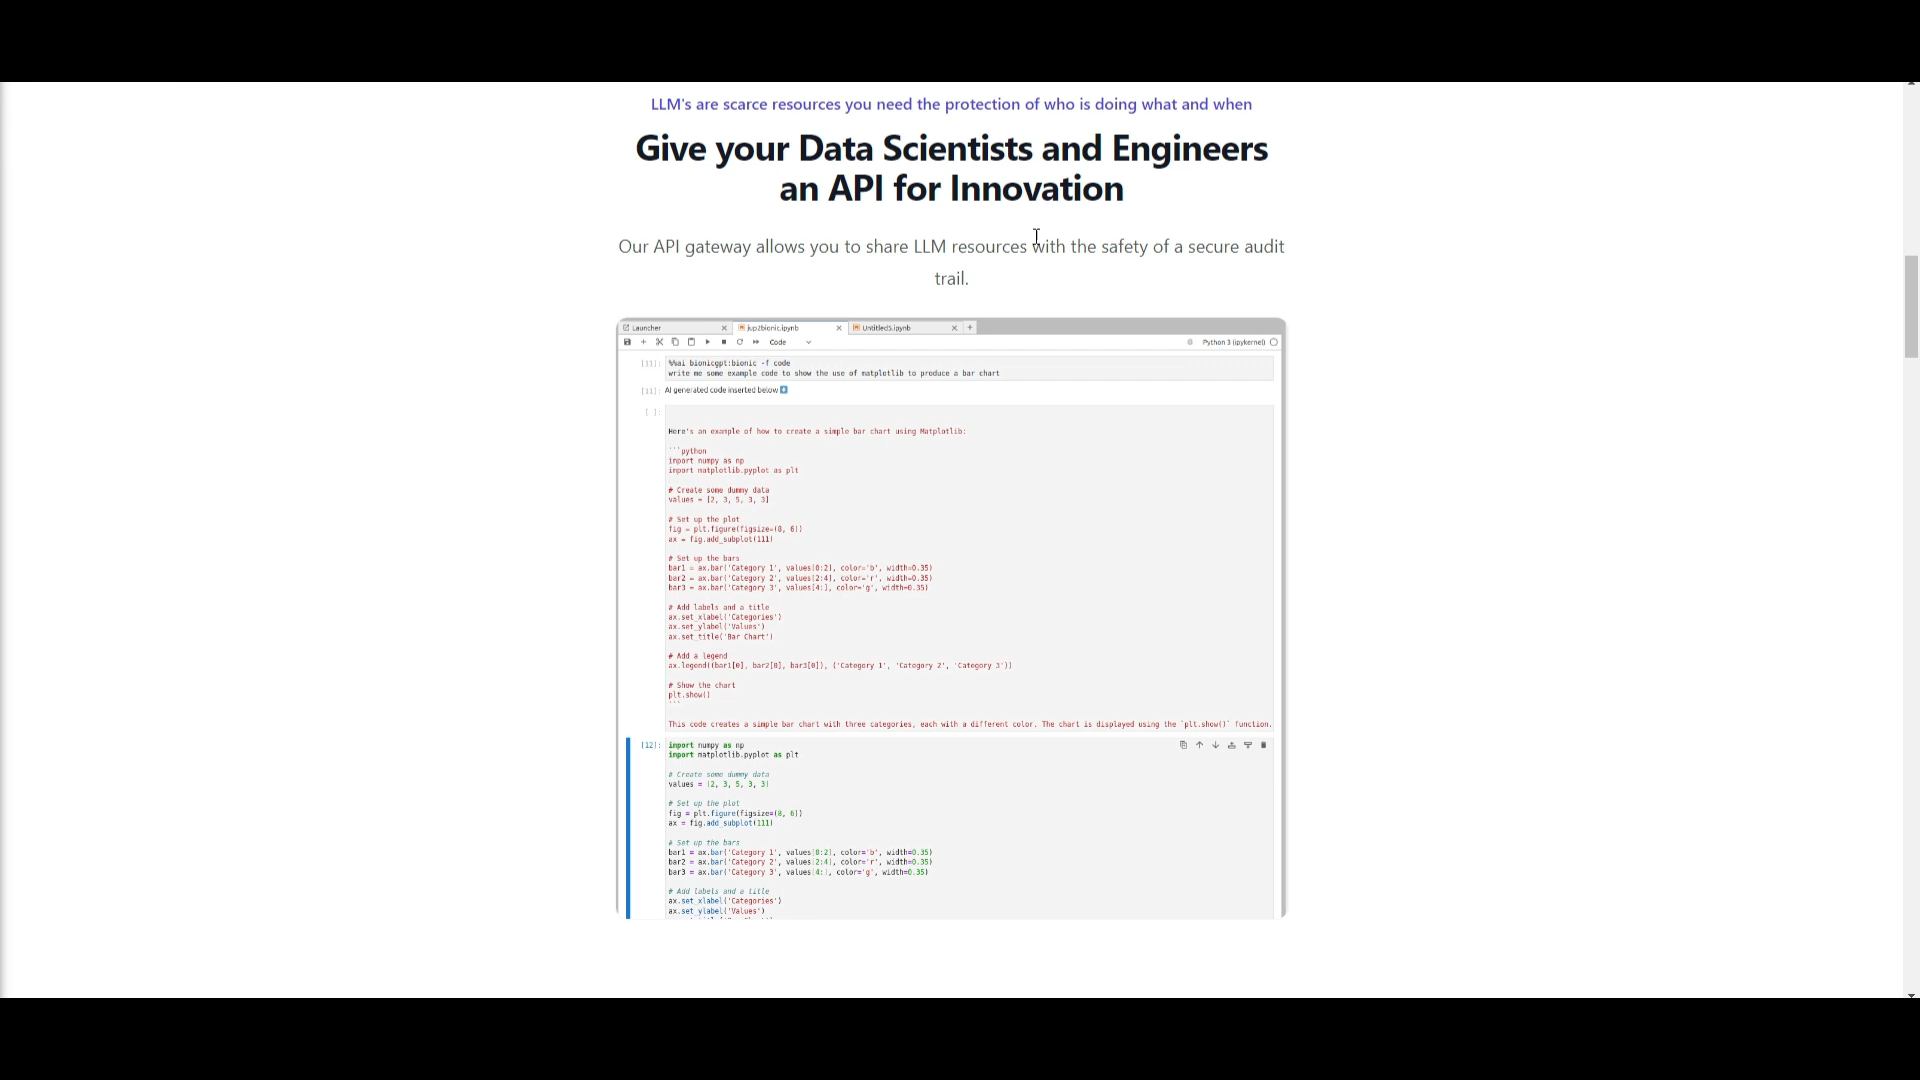 LLM's are scarce resources you need the protection of who is doing what and when
Give your Data Scientists and Engineers
an API for Innovation
Our API gateway allows you to share LLM resources with the safety of a secure audit
trail.
Launcher
jup2bionic.ipynb
Untitled5.ipynb
Code
Python 3 (ipykernel)
[11]: %%ai bionicgpt:bionic -f code
write me some example code to show the use of matplotlib to produce a bar chart
[11]: AI generated code inserted below
[ ]:
Here's an example of how to create a simple bar chart using Matplotlib:
```python
import numpy as np
import matplotlib.pyplot as plt
# Create some dummy data
values = [2, 3, 5, 3, 3]
# Set up the plot
fig = plt.figure(figsize=(8, 6))
ax = fig.add_subplot(111)
# Set up the bars
bar1 = ax.bar('Category 1', values[0:2], color='b', width=0.35)
bar2 = ax.bar('Category 2', values[2:4], color='r', width=0.35)
bar3 = ax.bar('Category 3', values[4:], color='g', width=0.35)
# Add labels and a title
ax.set_xlabel('Categories')
ax.set_ylabel('Values')
ax.set_title('Bar Chart')
# Add a legend
ax.legend((bar1[0], bar2[0], bar3[0]), ('Category 1', 'Category 2', 'Category 3'))
# Show the chart
plt.show()
```
This code creates a simple bar chart with three categories, each with a different color. The chart is displayed using the `plt.show()` function.
[12]: import numpy as np
import matplotlib.pyplot as plt
# Create some dummy data
values = [2, 3, 5, 3, 3]
# Set up the plot
fig = plt.figure(figsize=(8, 6))
ax = fig.add_subplot(111)
# Set up the bars
bar1 = ax.bar('Category 1', values[0:2], color='b', width=0.35)
bar2 = ax.bar('Category 2', values[2:4], color='r', width=0.35)
bar3 = ax.bar('Category 3', values[4:], color='g', width=0.35)
# Add labels and a title
ax.set_xlabel('Categories')
ax.set_ylabel('Values')